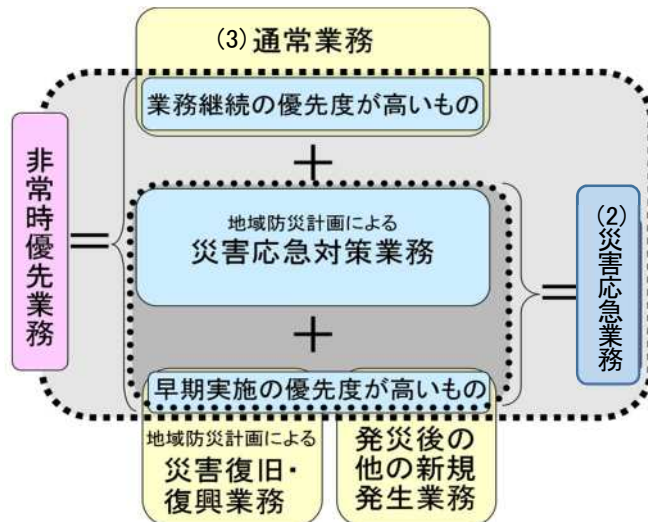 (3) 通常業務
業務継続の優先度が高いもの
+
非常時優先業務
=
地域防災計画による
災害応急対策業務
=
(2)災害応急業務
+
早期実施の優先度が高いもの
地域防災計画による
災害復旧・
復興業務
発災後の
他の新規
発生業務